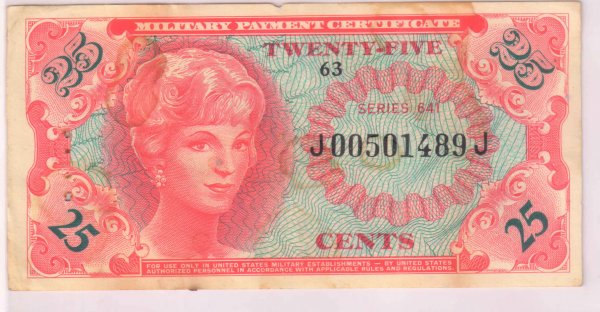 MILITARY PAYMENT CERTIFICATE
25
TWENTY-FIVE
25
63
SERIES 641
J00501489J
25
CENTS
25
FOR USE ONLY IN UNITED STATES MILITARY ESTABLISHMENTS — BY UNITED STATES
AUTHORIZED PERSONNEL IN ACCORDANCE WITH APPLICABLE RULES AND REGULATIONS.